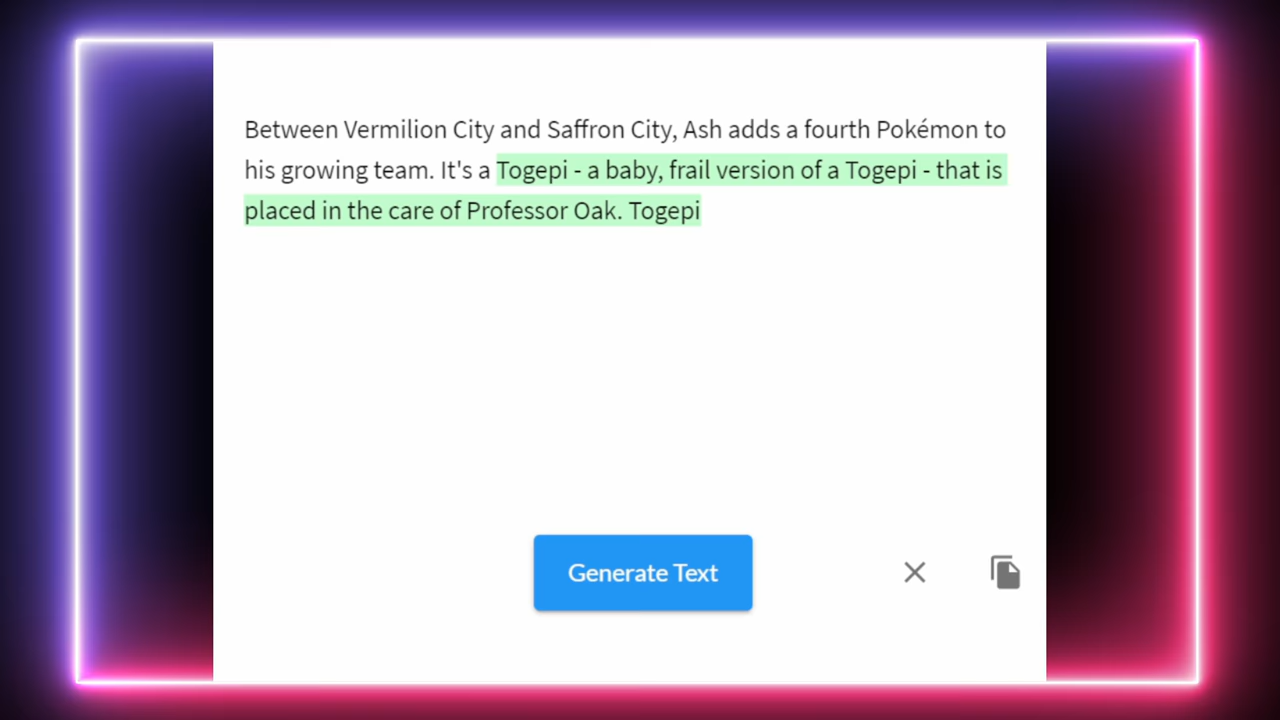 Between Vermilion City and Saffron City, Ash adds a fourth Pokémon to
his growing team. It's a Togepi - a baby, frail version of a Togepi - that is
placed in the care of Professor Oak. Togepi
Generate Text